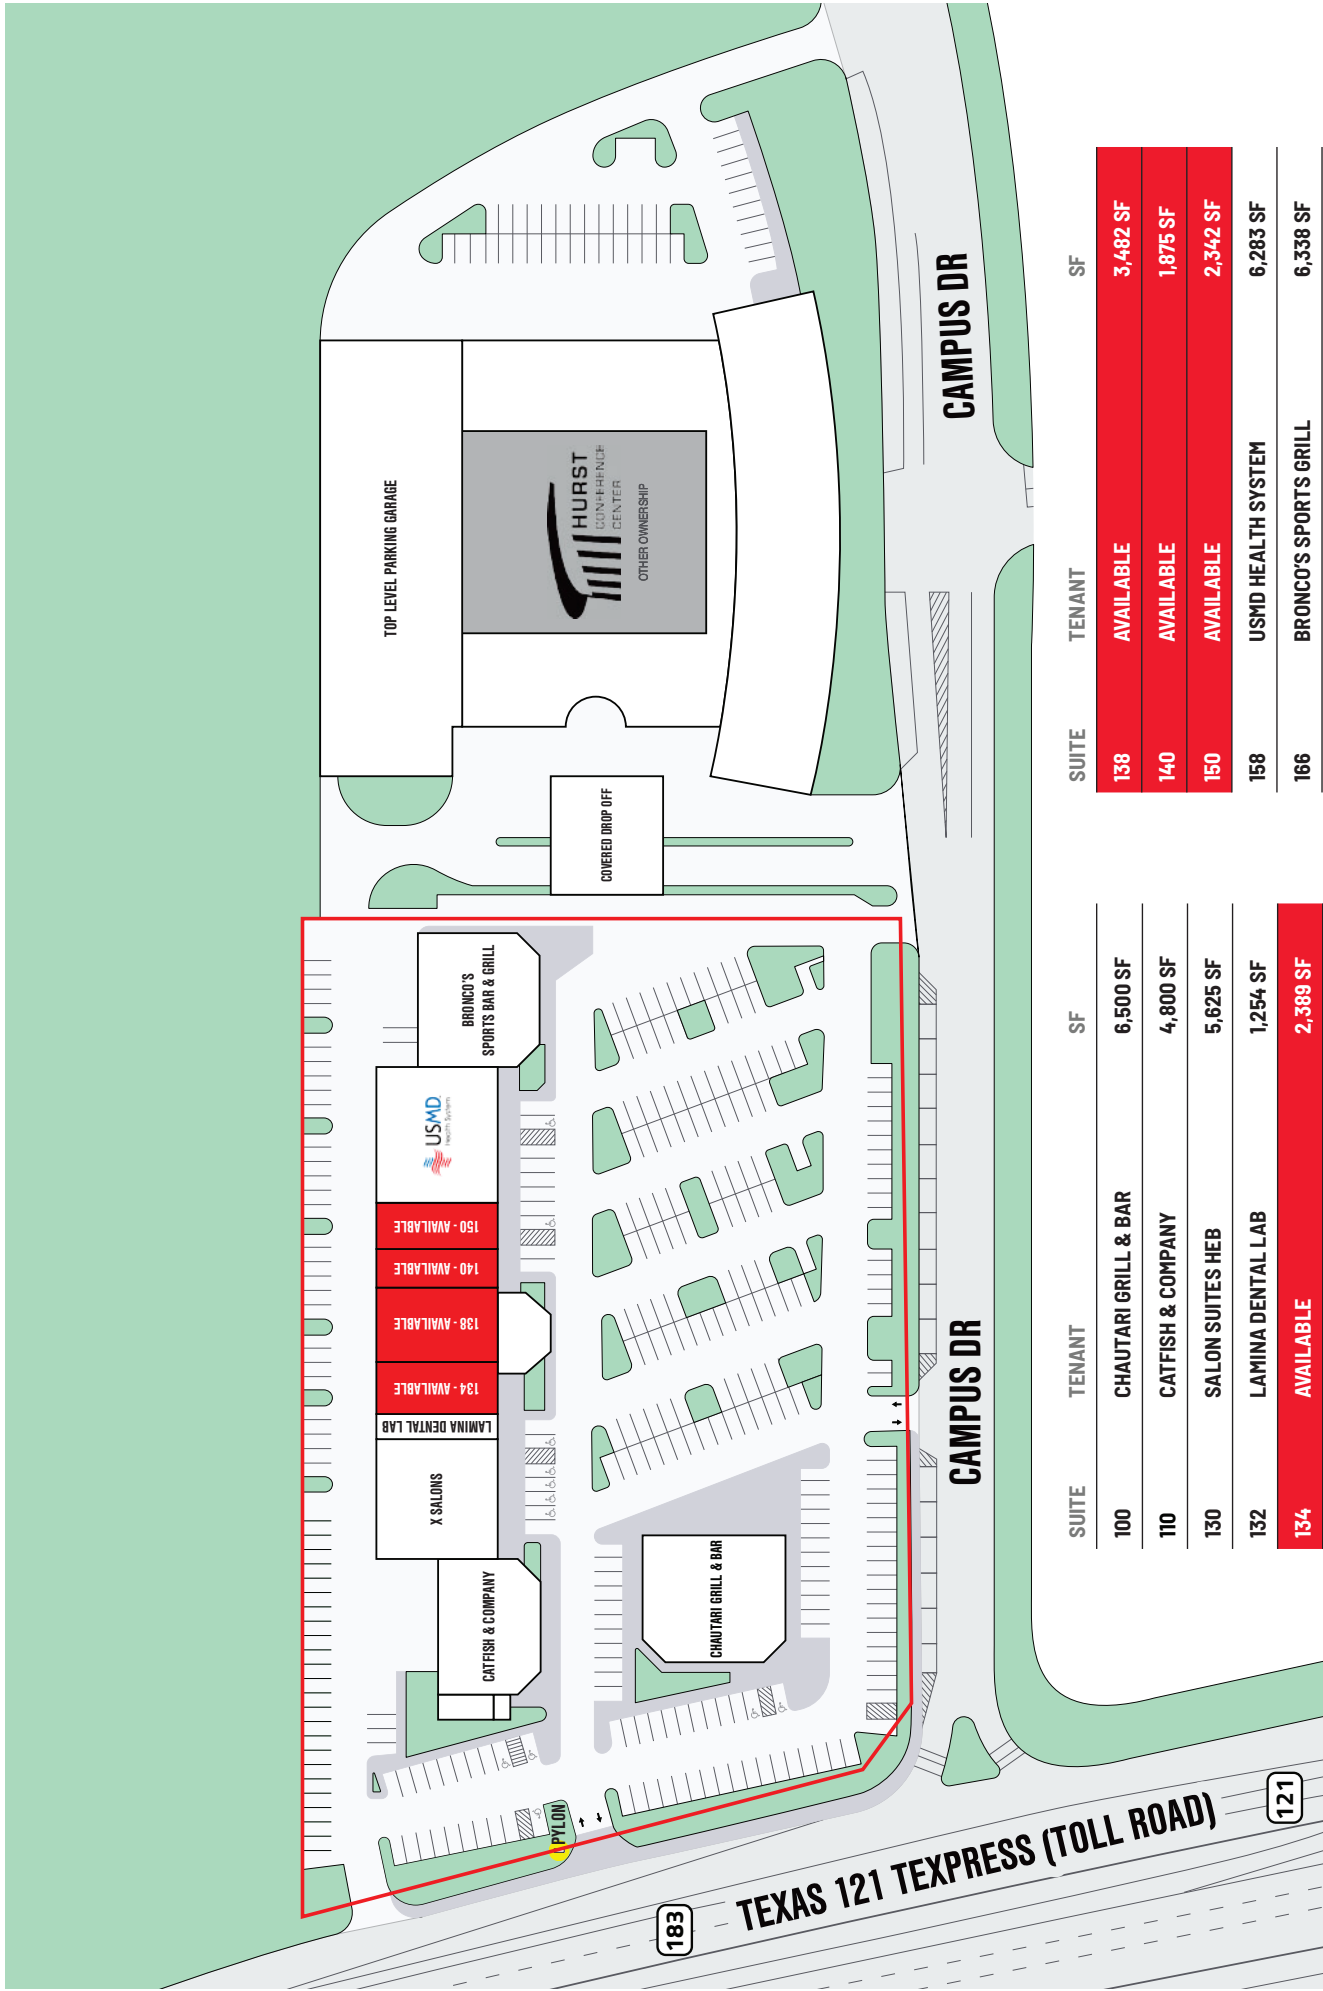 TOP LEVEL PARKING GARAGE
HURST
CONFERENCE
CENTER
OTHER OWNERSHIP
COVERED DROP OFF
BRONCO'S
SPORTS BAR & GRILL
USMD
Health System
150 - AVAILABLE
140 - AVAILABLE
138 - AVAILABLE
134 - AVAILABLE
LAMINA DENTAL LAB
X SALONS
CATFISH & COMPANY
CHAUTARI GRILL & BAR
PYLON
CAMPUS DR
CAMPUS DR
TEXAS 121 TEXPRESS (TOLL ROAD)
183
121
SUITE TENANT SF
100 CHAUTARI GRILL & BAR 6,500 SF
110 CATFISH & COMPANY 4,800 SF
130 SALON SUITES HEB 5,625 SF
132 LAMINA DENTAL LAB 1,254 SF
134 AVAILABLE 2,389 SF
SUITE TENANT SF
138 AVAILABLE 3,482 SF
140 AVAILABLE 1,875 SF
150 AVAILABLE 2,342 SF
158 USMD HEALTH SYSTEM 6,283 SF
166 BRONCO'S SPORTS GRILL 6,338 SF